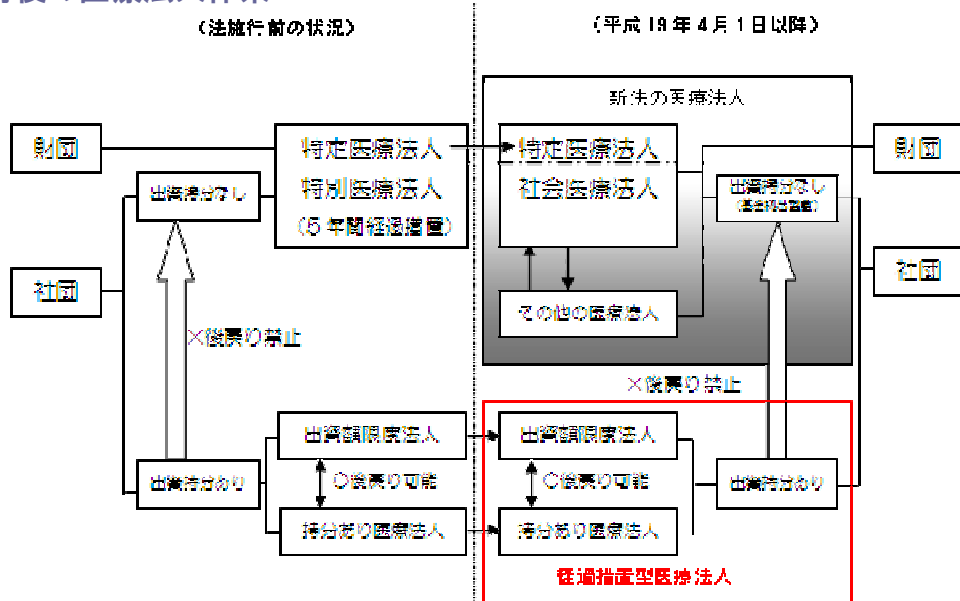 （法施行前の状況）
（平成19年4月1日以降）
新法の医療法人
財団
特定医療法人
特別医療法人
（5年間経過措置）
特定医療法人
社会医療法人
財団
出資持分なし
出資持分なし
社団
その他の医療法人
社団
×後戻り禁止
×後戻り禁止
出資額限度法人
出資額限度法人
出資持分あり
○後戻り可能
○後戻り可能
出資持分あり
持分あり医療法人
持分あり医療法人
経過措置型医療法人